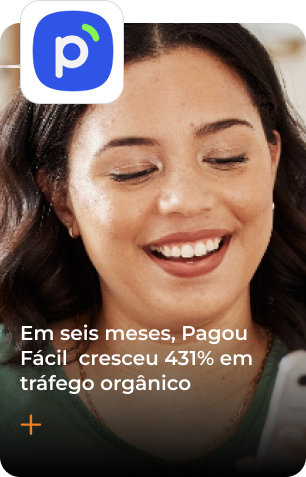 p
Em seis meses, Pagou
Fácil cresceu 431% em
tráfego orgânico